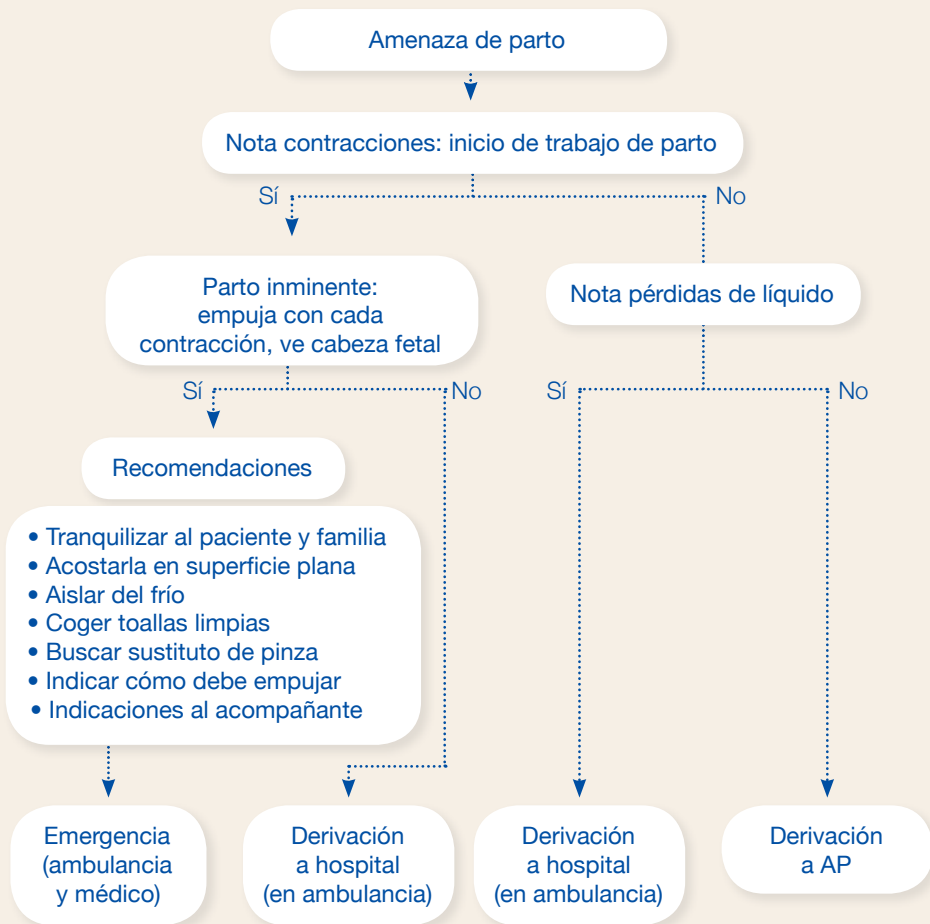 Amenaza de parto
Nota contracciones: inicio de trabajo de parto
Sí
No
Parto inminente:
empuja con cada
contracción, ve cabeza fetal
Nota pérdidas de líquido
Sí
No
Sí
No
Recomendaciones
• Tranquilizar al paciente y familia
• Acostarla en superficie plana
• Aislar del frío
• Coger toallas limpias
• Buscar sustituto de pinza
• Indicar cómo debe empujar
• Indicaciones al acompañante
Emergencia
(ambulancia
y médico)
Derivación
a hospital
(en ambulancia)
Derivación
a hospital
(en ambulancia)
Derivación
a AP